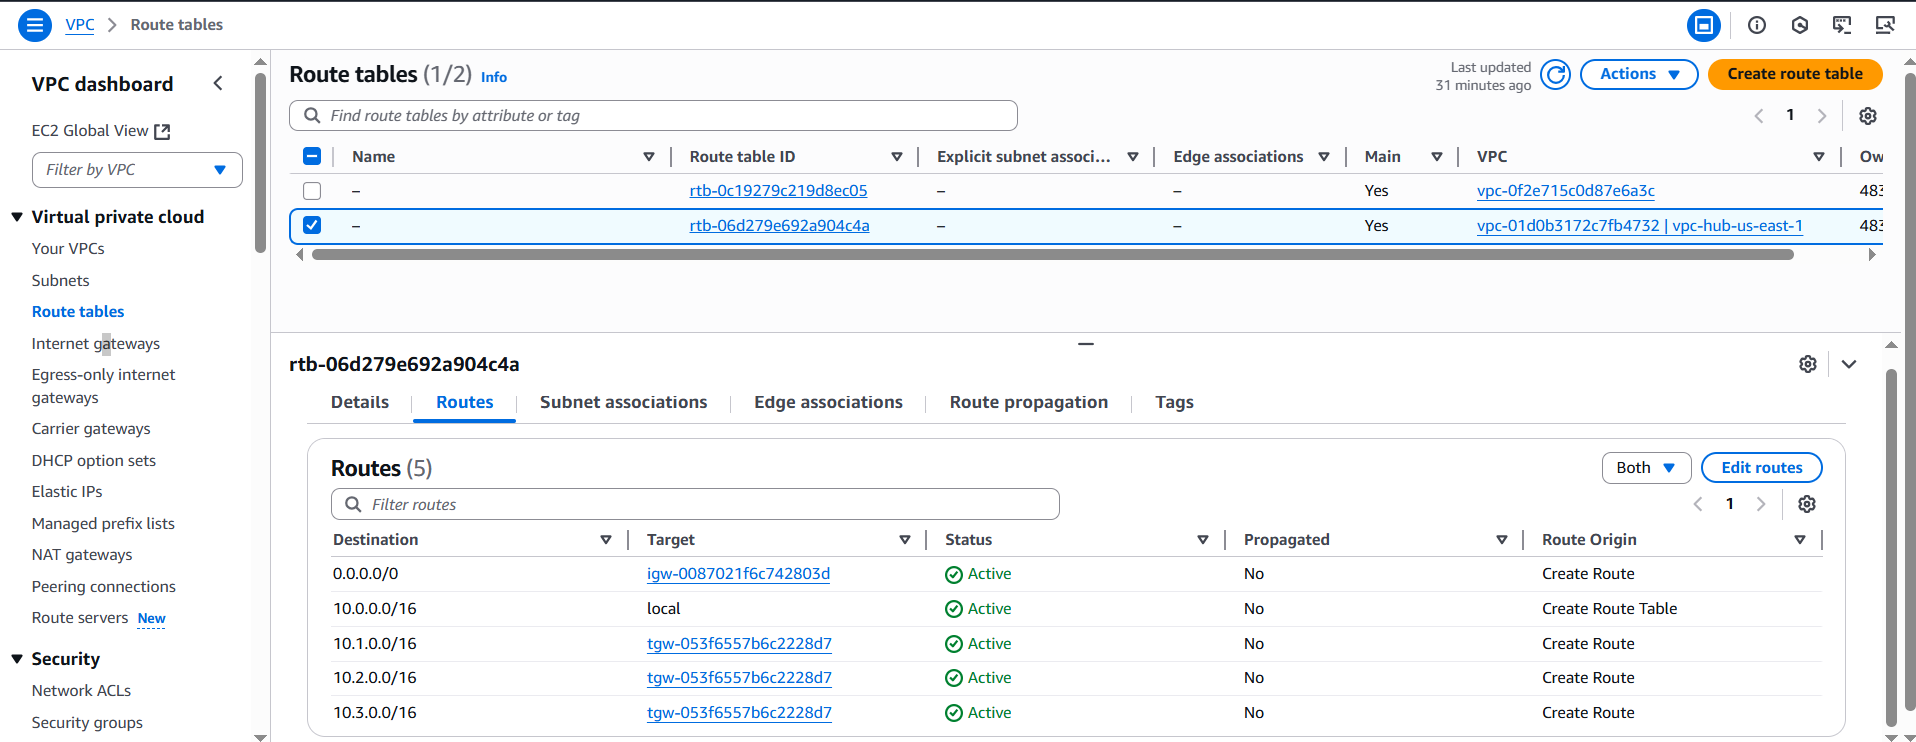 VPC > Route tables
VPC dashboard
EC2 Global View
Filter by VPC
Virtual private cloud
Your VPCs
Subnets
Route tables
Internet gateways
Egress-only internet
gateways
Carrier gateways
DHCP option sets
Elastic IPs
Managed prefix lists
NAT gateways
Peering connections
Route servers New
Security
Network ACLs
Security groups
Route tables (1/2) Info
Last updated
31 minutes ago
Actions
Create route table
Find route tables by attribute or tag
1
Name Route table ID Explicit subnet associ... Edge associations Main VPC Ow
– rtb-0c19279c219d8ec05 – – Yes vpc-0f2e715c0d87e6a3c 483
– rtb-06d279e692a904c4a – – Yes vpc-01d0b3172c7fb4732 | vpc-hub-us-east-1 483
rtb-06d279e692a904c4a
Details Routes Subnet associations Edge associations Route propagation Tags
Routes (5)
Both
Edit routes
Filter routes
1
Destination Target Status Propagated Route Origin
0.0.0.0/0 igw-0087021f6c742803d Active No Create Route
10.0.0.0/16 local Active No Create Route Table
10.1.0.0/16 tgw-053f6557b6c2228d7 Active No Create Route
10.2.0.0/16 tgw-053f6557b6c2228d7 Active No Create Route
10.3.0.0/16 tgw-053f6557b6c2228d7 Active No Create Route